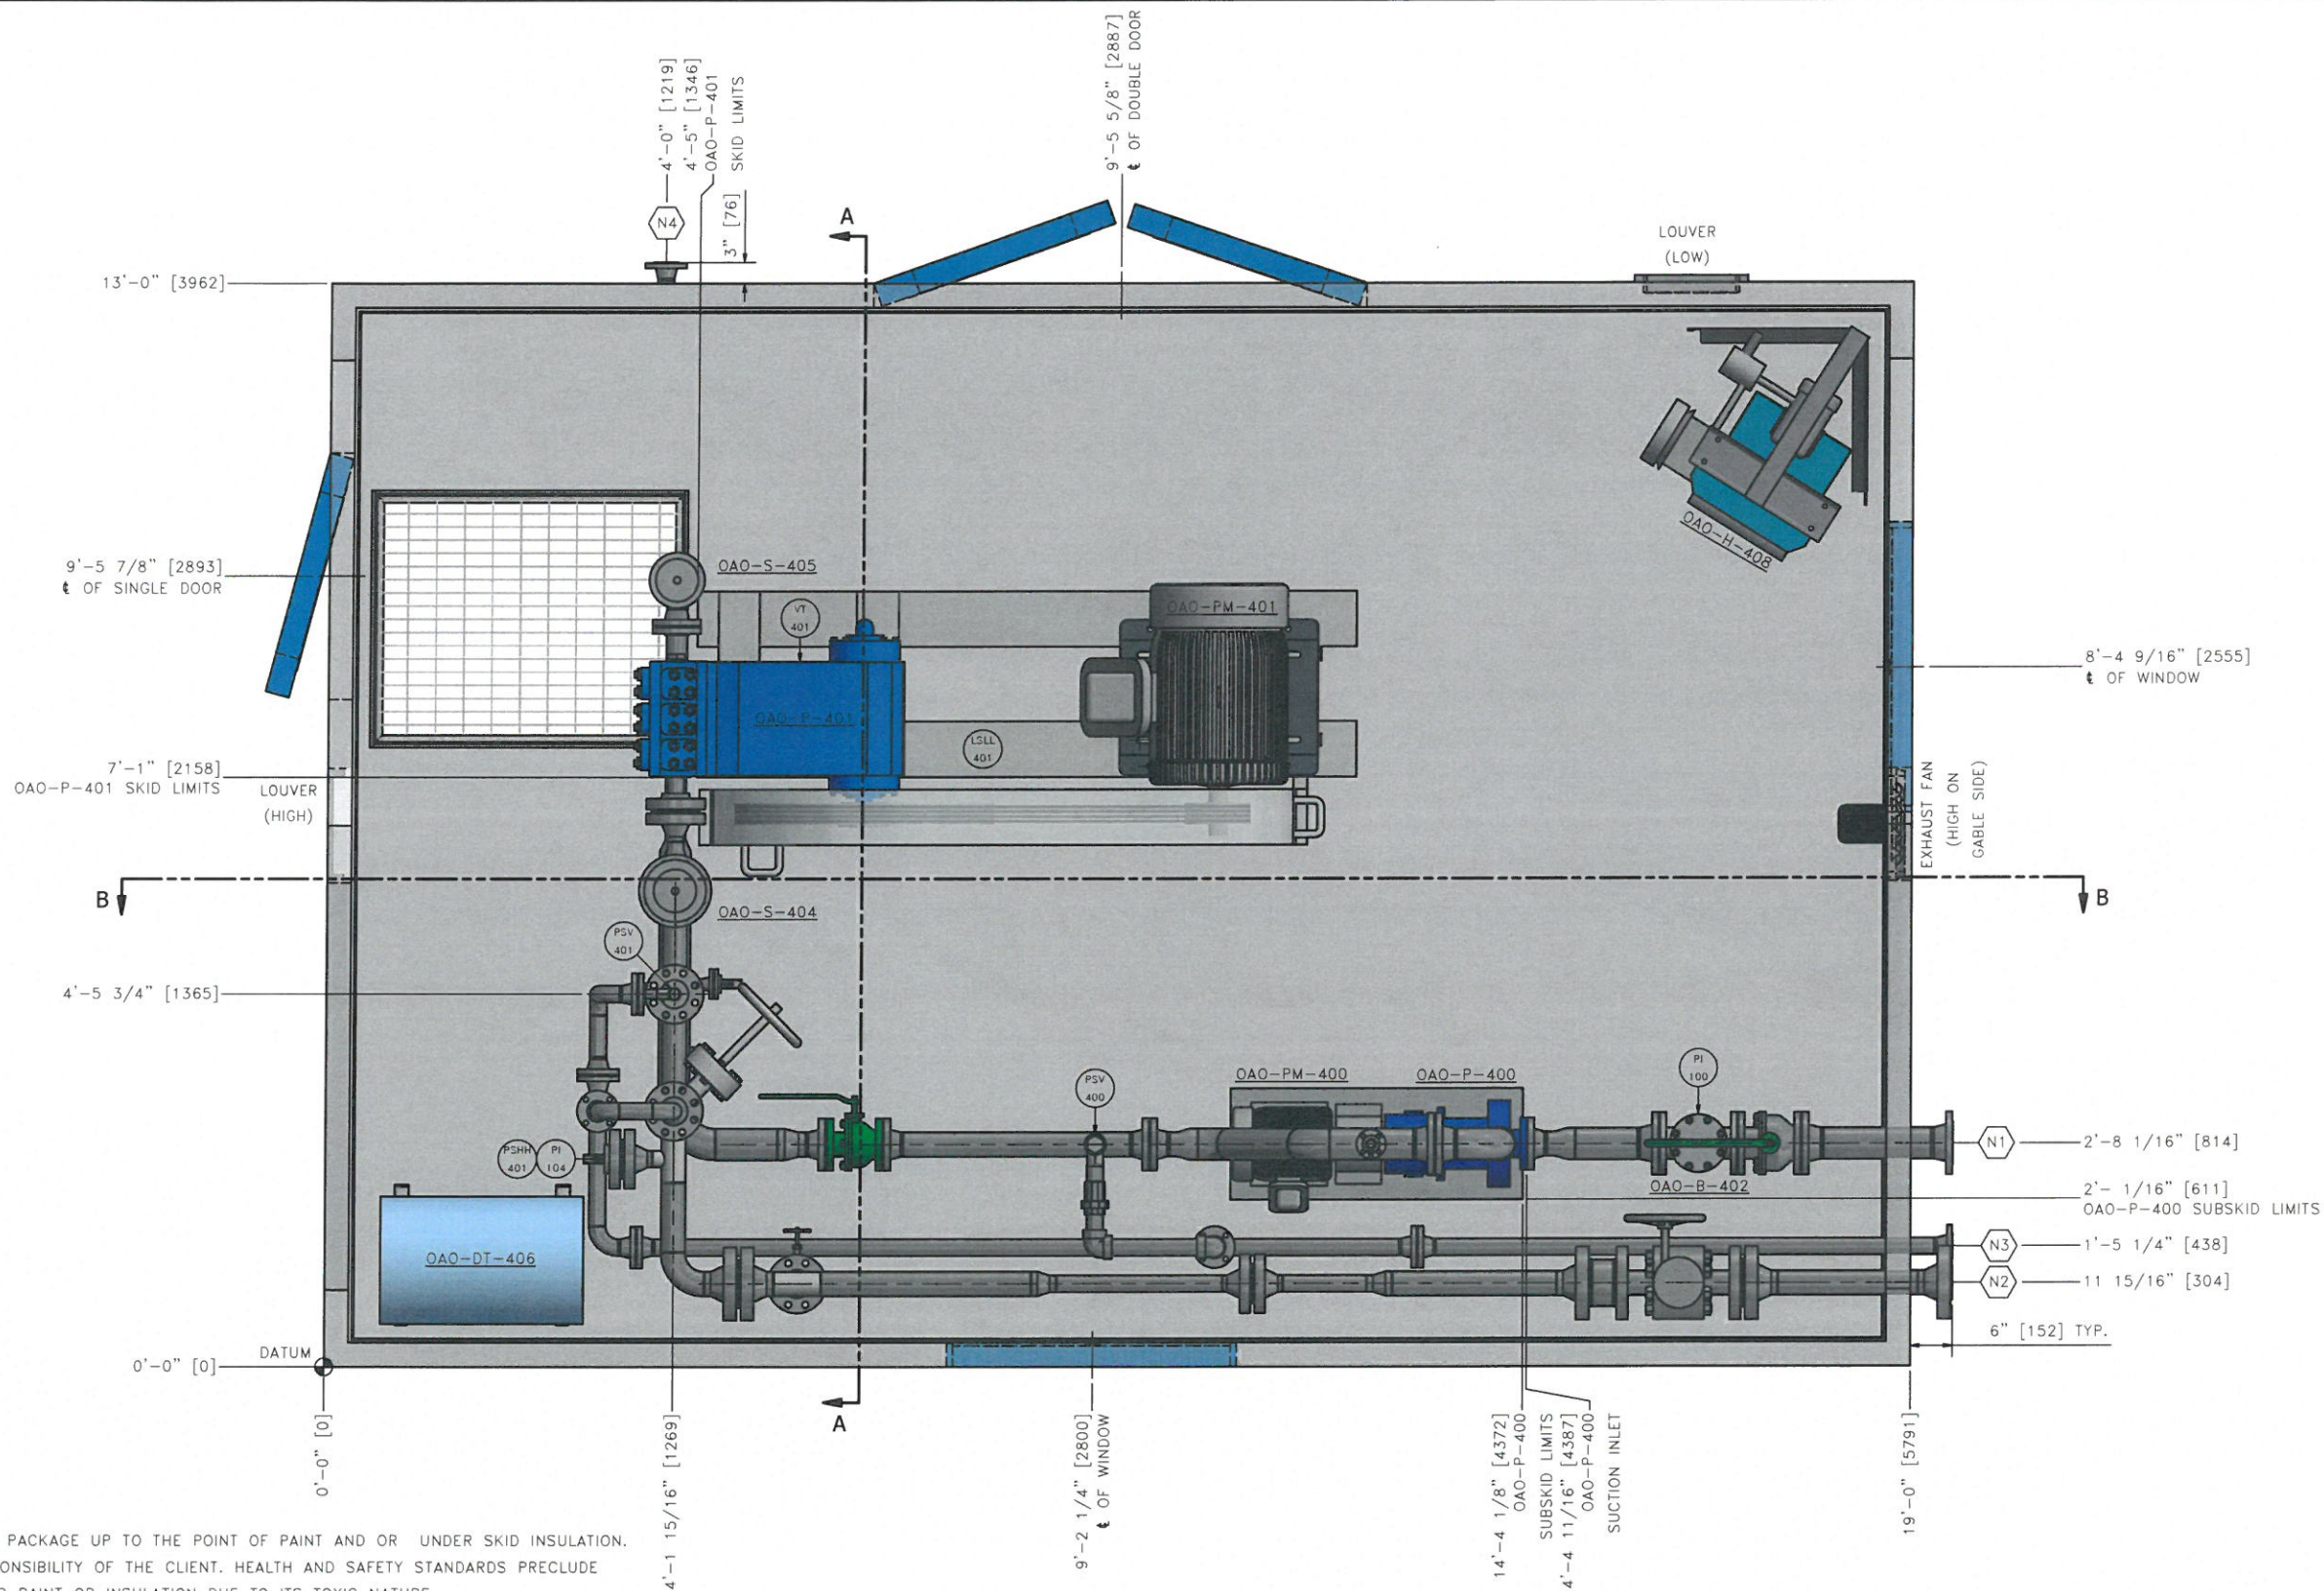 4'-0" [1219]
4'-5" [1346]
OAO-P-401
SKID LIMITS
3" [76]
9'-5 5/8" [2887]
℄ OF DOUBLE DOOR
N4
A
LOUVER
(LOW)
13'-0" [3962]
OAO-H-408
9'-5 7/8" [2893]
℄ OF SINGLE DOOR
OAO-S-405
VT
401
OAO-PM-401
8'-4 9/16" [2555]
℄ OF WINDOW
OAO-P-401
LSLL
401
7'-1" [2158]
OAO-P-401 SKID LIMITS
LOUVER
(HIGH)
EXHAUST FAN
(HIGH ON
GABLE SIDE)
B
B
OAO-S-404
PSV
401
4'-5 3/4" [1365]
PSV
400
OAO-PM-400
OAO-P-400
PI
100
PSHH
401
PI
104
N1
2'-8 1/16" [814]
OAO-B-402
2'- 1/16" [611]
OAO-P-400 SUBSKID LIMITS
OAO-DT-406
N3
1'-5 1/4" [438]
N2
11 15/16" [304]
6" [152] TYP.
DATUM
0'-0" [0]
A
0'-0" [0]
4'-1 15/16" [1269]
9'-2 1/4" [2800]
℄ OF WINDOW
14'-4 1/8" [4372]
OAO-P-400
SUBSKID LIMITS
4'-4 11/16" [4387]
OAO-P-400
SUCTION INLET
19'-0" [5791]
PACKAGE UP TO THE POINT OF PAINT AND OR UNDER SKID INSULATION.
ONSIBILITY OF THE CLIENT. HEALTH AND SAFETY STANDARDS PRECLUDE
PAINT OR INSULATION DUE TO ITS TOXIC NATURE